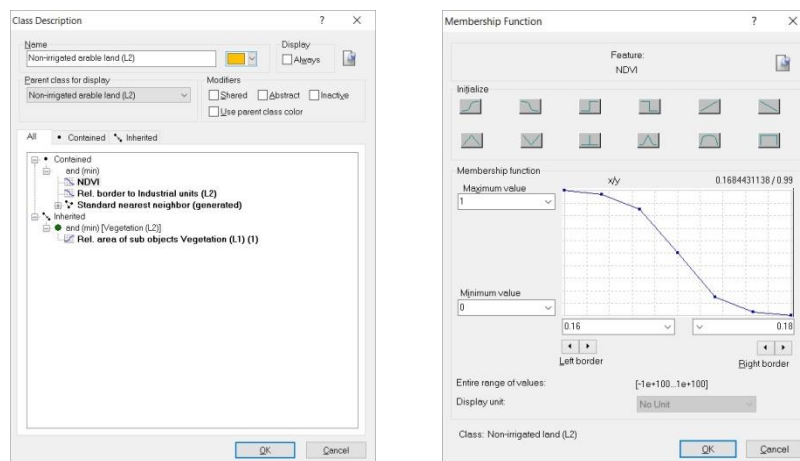 Class Description ? ×
Name
Non-irrigated arable land (L2)
Display
Always
Parent class for display
Non-irrigated arable land (L2)
Modifiers
Shared Abstract Inactive
Use parent class color
All Contained Inherited
Contained
and (min)
NDVI
Rel. border to Industrial units (L2)
Standard nearest neighbor (generated)
Inherited
and (min) [Vegetation (L2)]
Rel. area of sub objects Vegetation (L1) (1)
OK Cancel
Membership Function ? ×
Feature:
NDVI
Initialize
Membership function
Maximum value
1
x/y
0.1684431138 / 0.99
Minimum value
0
0.16 0.18
Left border Right border
Entire range of values: [-1e+100...1e+100]
Display unit: No Unit
Class: Non-irrigated land (L2)
OK Cancel